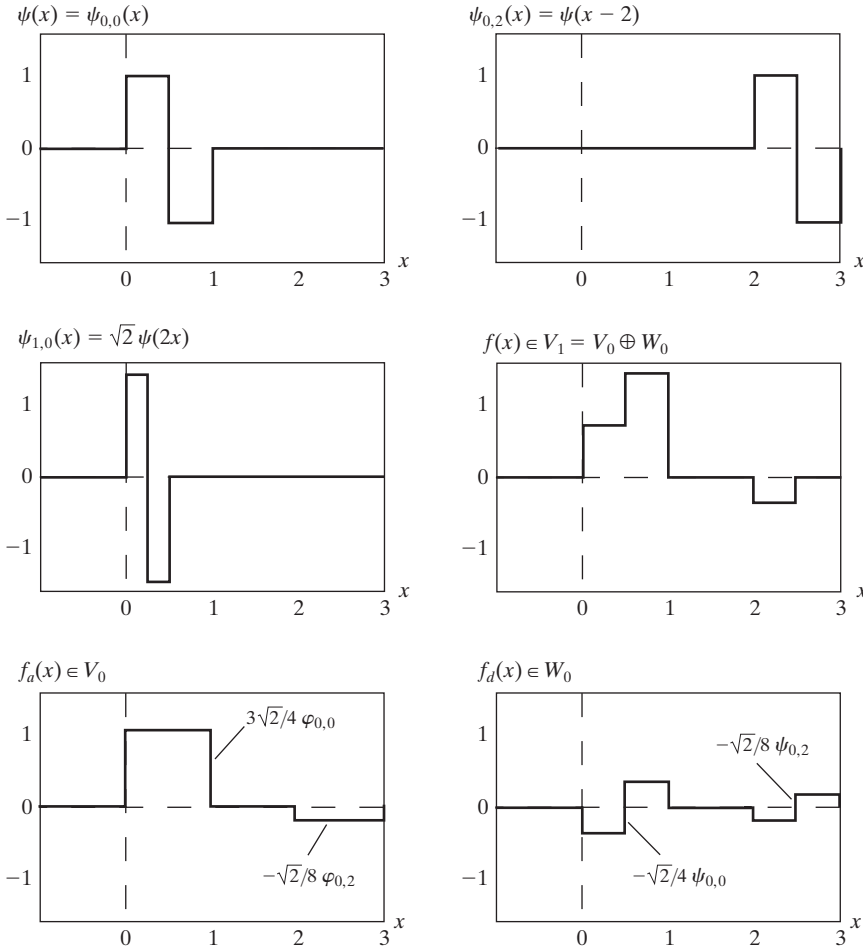 ψ(x) = ψ₀,₀(x)
1
0
−1
0 1 2 3 x
ψ₀,₂(x) = ψ(x − 2)
1
0
−1
0 1 2 3 x
ψ₁,₀(x) = √2 ψ(2x)
1
0
−1
0 1 2 3 x
f(x) ∈ V₁ = V₀ ⊕ W₀
1
0
−1
0 1 2 3 x
fₐ(x) ∈ V₀
3√2/4 φ₀,₀
1
0
−√2/8 φ₀,₂
−1
0 1 2 3 x
f_d(x) ∈ W₀
−√2/8 ψ₀,₂
1
0
−√2/4 ψ₀,₀
−1
0 1 2 3 x